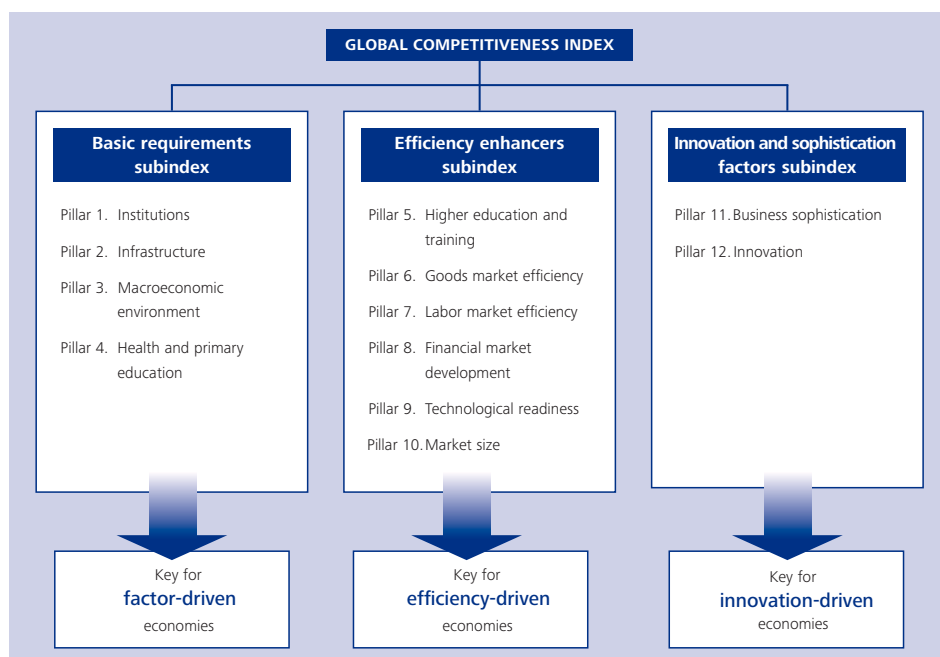 GLOBAL COMPETITIVENESS INDEX
Basic requirements
subindex
Pillar 1. Institutions
Pillar 2. Infrastructure
Pillar 3. Macroeconomic
environment
Pillar 4. Health and primary
education
Key for
factor-driven
economies
Efficiency enhancers
subindex
Pillar 5. Higher education and
training
Pillar 6. Goods market efficiency
Pillar 7. Labor market efficiency
Pillar 8. Financial market
development
Pillar 9. Technological readiness
Pillar 10. Market size
Key for
efficiency-driven
economies
Innovation and sophistication
factors subindex
Pillar 11. Business sophistication
Pillar 12. Innovation
Key for
innovation-driven
economies